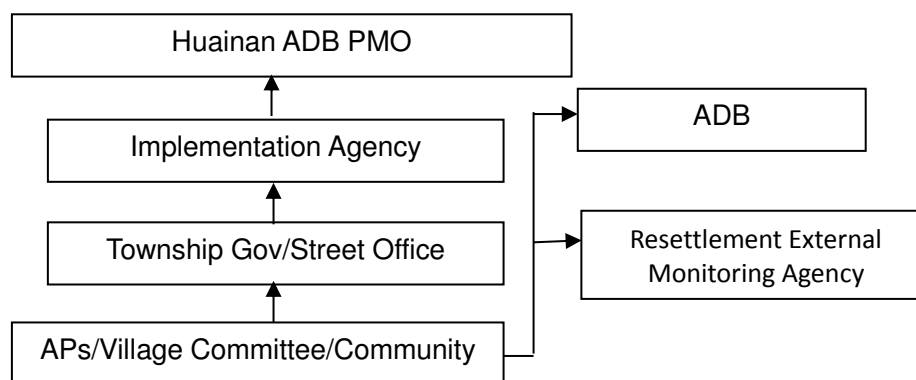 Huainan ADB PMO
ADB
Implementation Agency
Township Gov/Street Office
Resettlement External
Monitoring Agency
APs/Village Committee/Community